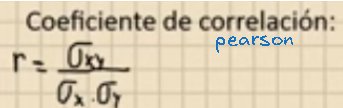 Coeficiente de correlación:
pearson
r = σxy / σx . σy